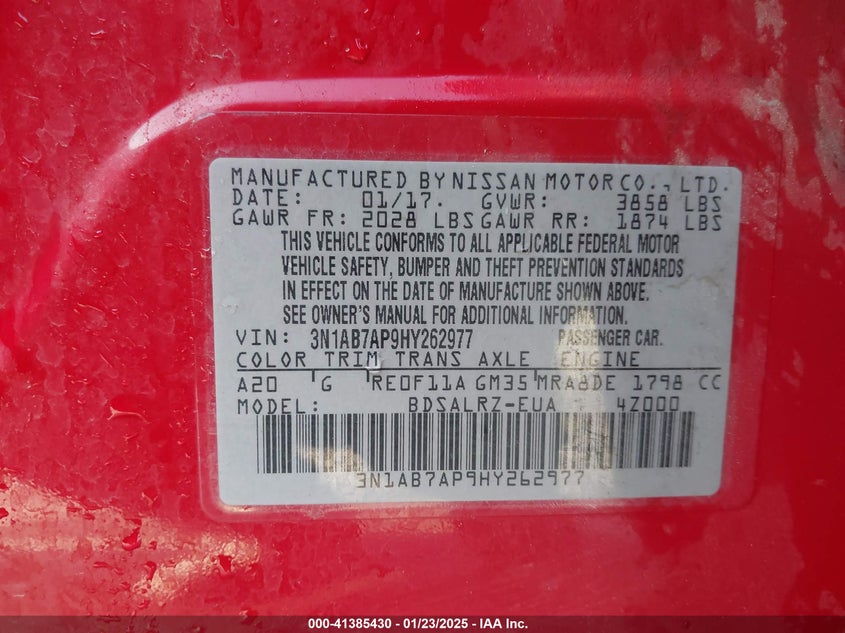 MANUFACTURED BY NISSAN MOTOR CO., LTD.
DATE: 01/17. GVWR: 3858 LBS
GAWR FR: 2028 LBS GAWR RR: 1874 LBS
THIS VEHICLE CONFORMS TO ALL APPLICABLE FEDERAL MOTOR
VEHICLE SAFETY, BUMPER AND THEFT PREVENTION STANDARDS
IN EFFECT ON THE DATE OF MANUFACTURE SHOWN ABOVE.
SEE OWNER'S MANUAL FOR ADDITIONAL INFORMATION.
VIN: 3N1AB7AP9HY262977 PASSENGER CAR.
COLOR TRIM TRANS AXLE ENGINE
A20 G RE0F11A GM35 MRA8DE 1798 CC
MODEL: BDSALRZ-EUA - 4Z000
3N1AB7AP9HY262977
000-41385430 - 01/23/2025 - IAA Inc.